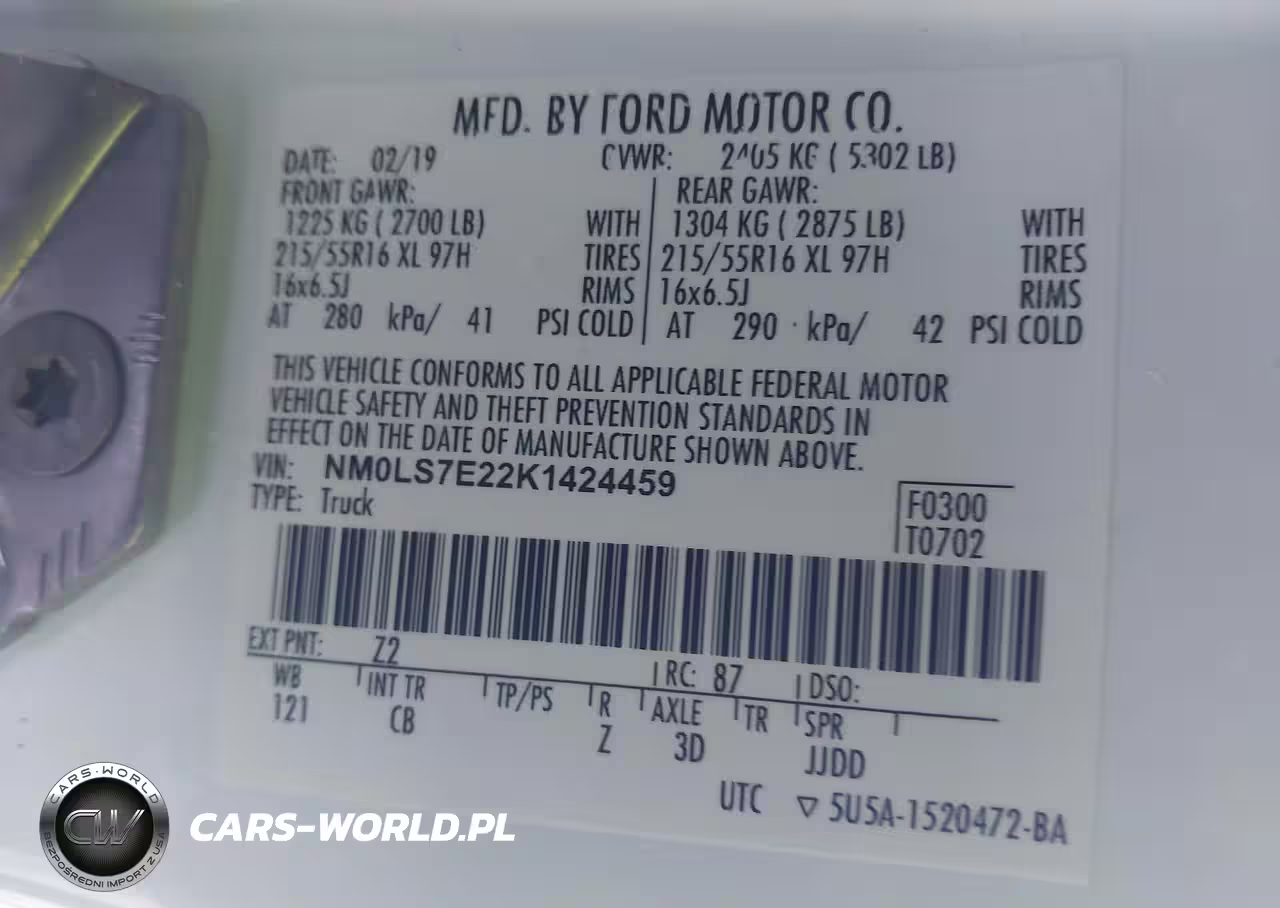 MFD. BY FORD MOTOR CO.
DATE: 02/19 GVWR: 2405 KG ( 5302 LB)
FRONT GAWR: REAR GAWR:
1225 KG ( 2700 LB) WITH 1304 KG ( 2875 LB) WITH
215/55R16 XL 97H TIRES 215/55R16 XL 97H TIRES
16x6.5J RIMS 16x6.5J RIMS
AT 280 kPa/ 41 PSI COLD AT 290 kPa/ 42 PSI COLD
THIS VEHICLE CONFORMS TO ALL APPLICABLE FEDERAL MOTOR
VEHICLE SAFETY AND THEFT PREVENTION STANDARDS IN
EFFECT ON THE DATE OF MANUFACTURE SHOWN ABOVE.
VIN: NM0LS7E22K1424459
TYPE: Truck
F0300
T0702
EXT PNT: Z2 RC: 87 DSO:
WB INT TR TP/PS R AXLE TR SPR
121 CB Z 3D JJDD
UTC ▽ 5U5A-1520472-BA
CARS-WORLD
CW
BEZPOŚREDNI IMPORT Z USA
CARS-WORLD.PL